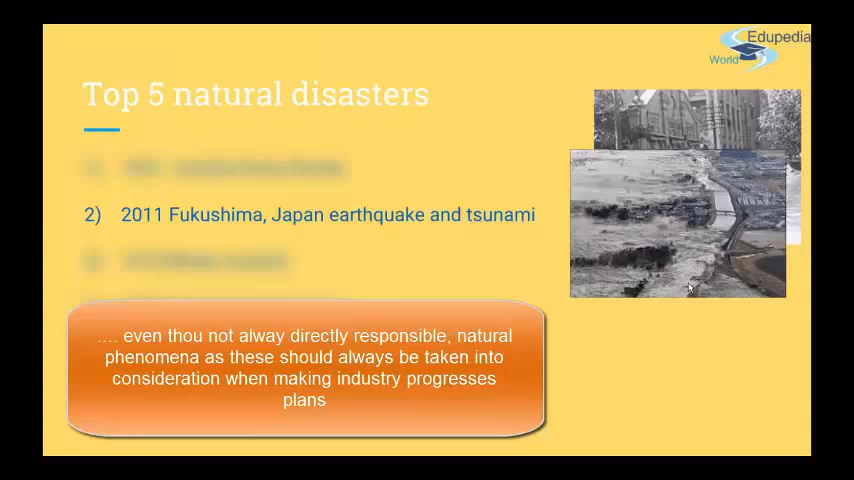 Edupedia
World
Top 5 natural disasters
2) 2011 Fukushima, Japan earthquake and tsunami
.... even thou not alway directly responsible, natural
phenomena as these should always be taken into
consideration when making industry progresses
plans